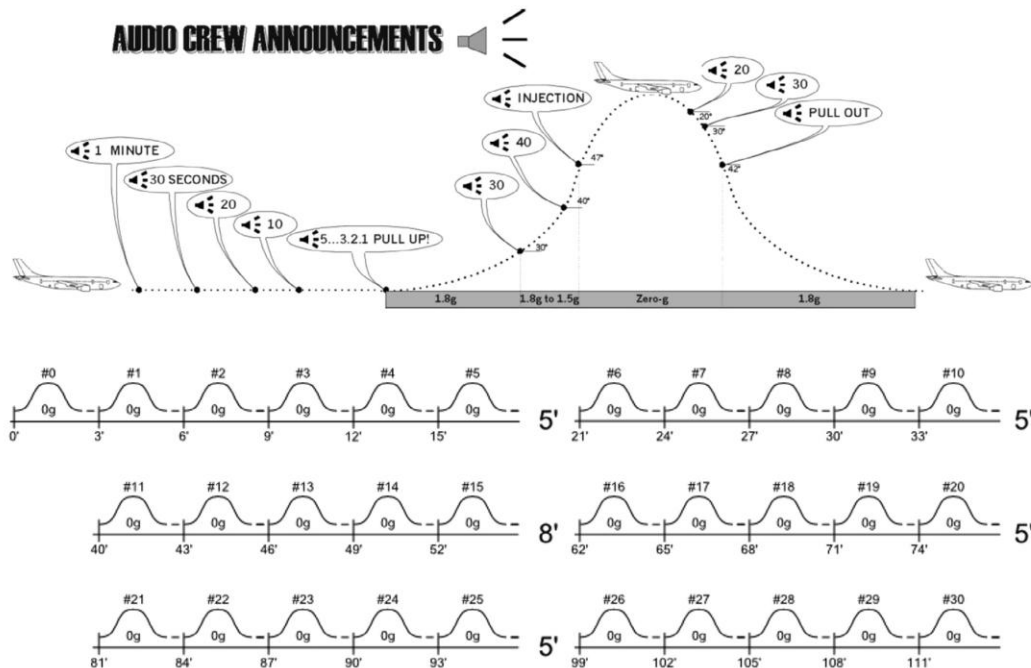 AUDIO CREW ANNOUNCEMENTS
1 MINUTE
30 SECONDS
20
10
5...3.2.1 PULL UP!
30
40
INJECTION
20
30
PULL OUT
30°
40°
47°
20°
30°
42°
1.8g 1.8g to 1.5g Zero-g 1.8g
#0 #1 #2 #3 #4 #5 #6 #7 #8 #9 #10
0g 0g 0g 0g 0g 0g 5' 0g 0g 0g 0g 0g 5'
0' 3' 6' 9' 12' 15' 21' 24' 27' 30' 33'
#11 #12 #13 #14 #15 #16 #17 #18 #19 #20
0g 0g 0g 0g 0g 8' 0g 0g 0g 0g 0g 5'
40' 43' 46' 49' 52' 62' 65' 68' 71' 74'
#21 #22 #23 #24 #25 #26 #27 #28 #29 #30
0g 0g 0g 0g 0g 5' 0g 0g 0g 0g 0g
81' 84' 87' 90' 93' 99' 102' 105' 108' 111'